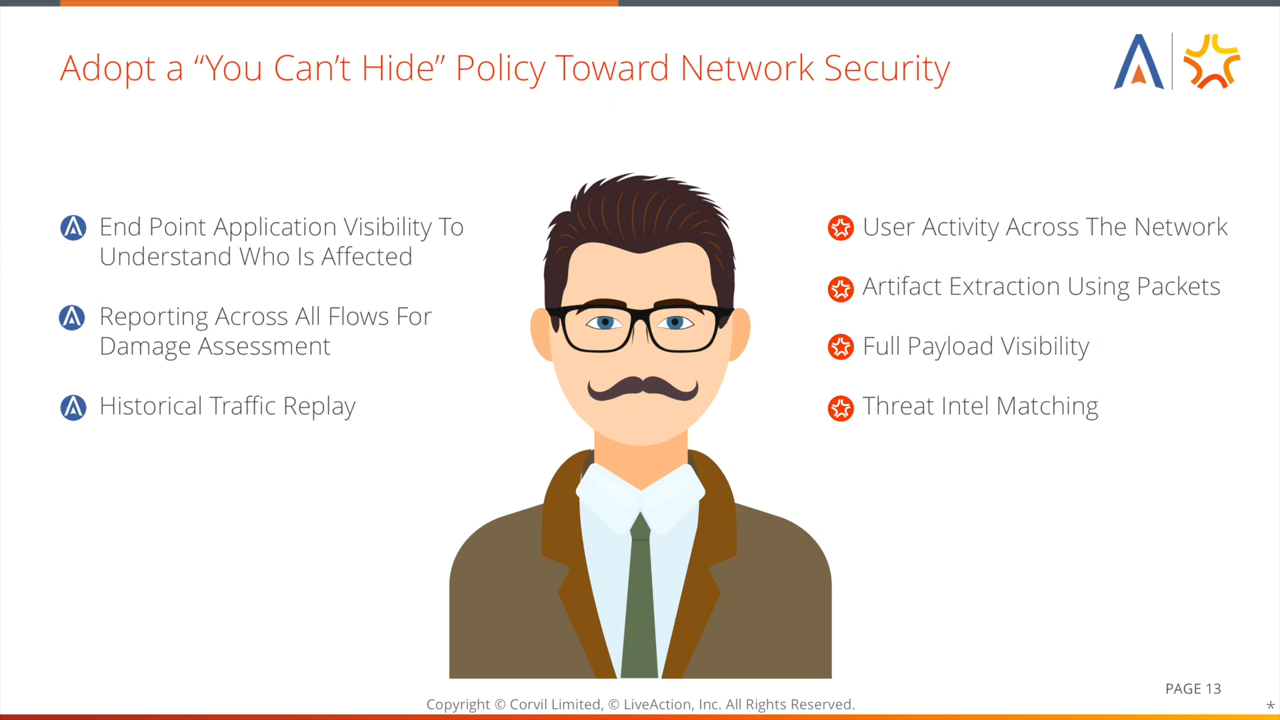 Adopt a “You Can’t Hide” Policy Toward Network Security
End Point Application Visibility To
Understand Who Is Affected
Reporting Across All Flows For
Damage Assessment
Historical Traffic Replay
User Activity Across The Network
Artifact Extraction Using Packets
Full Payload Visibility
Threat Intel Matching
PAGE 13
Copyright © Corvil Limited, © LiveAction, Inc. All Rights Reserved.
*